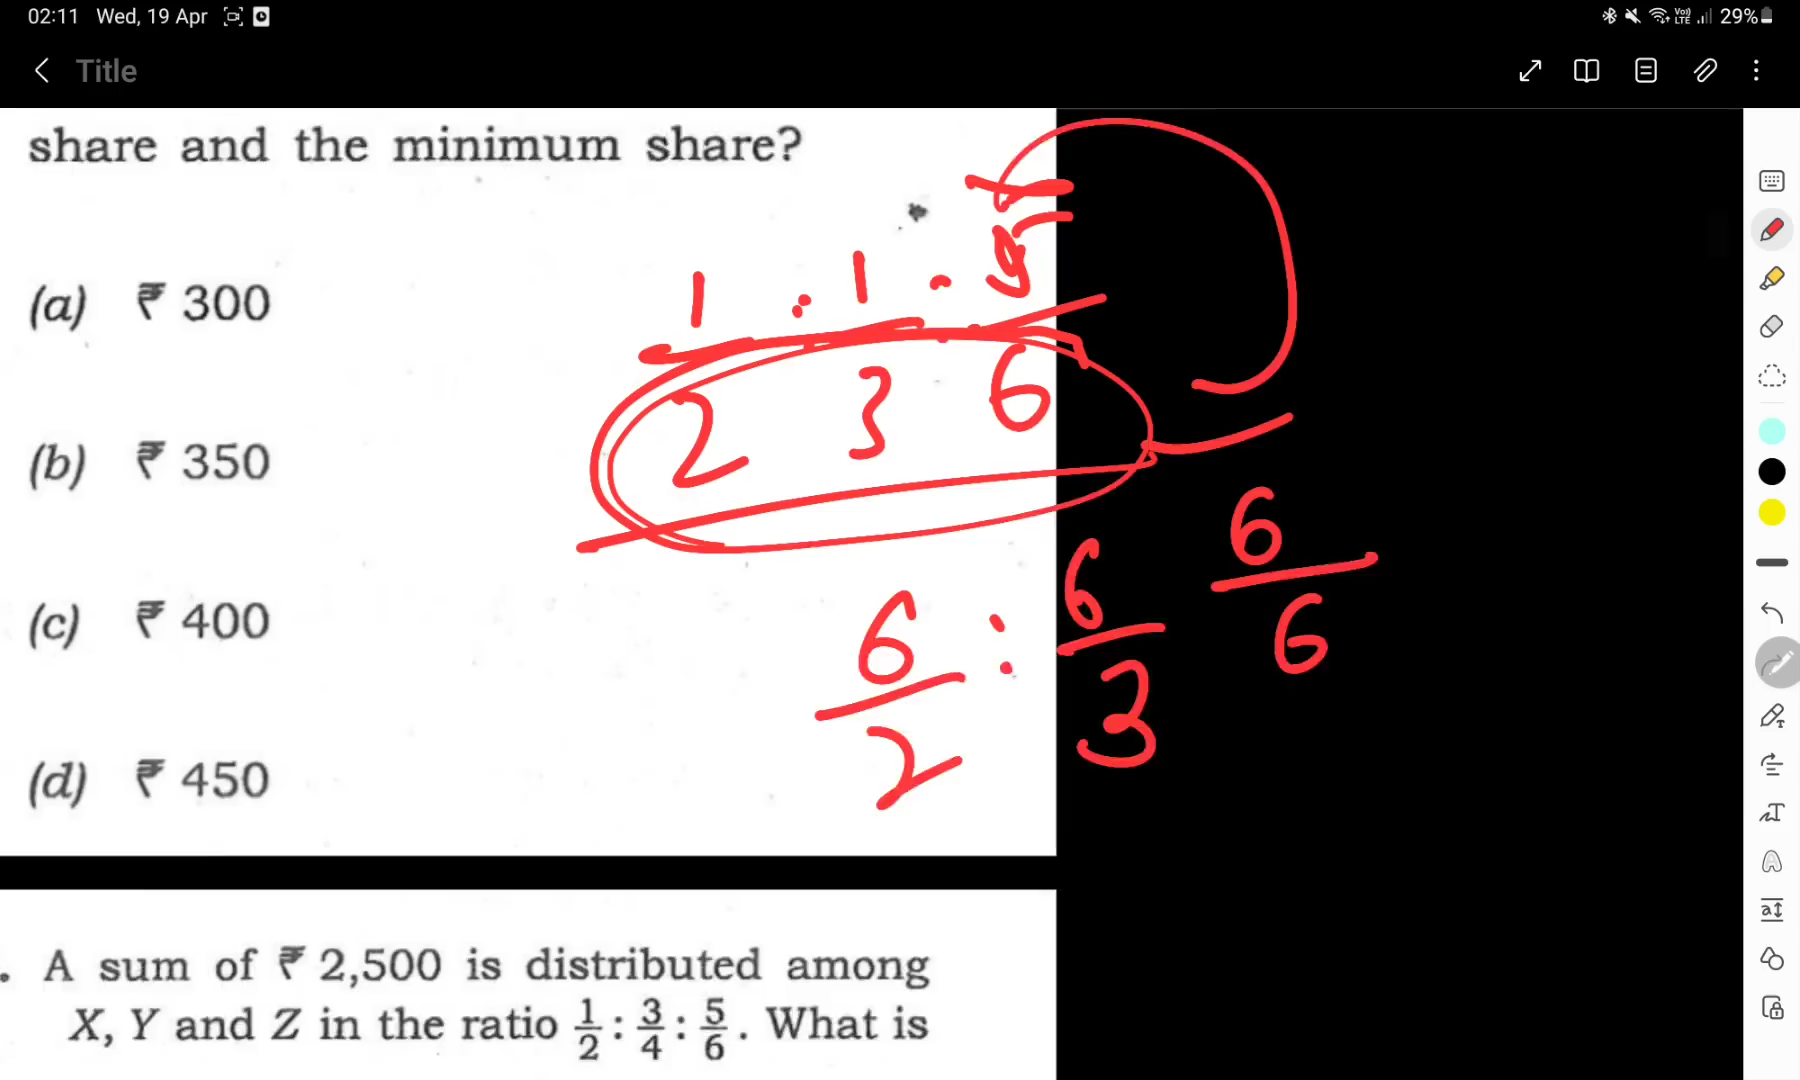 02:11 Wed, 19 Apr 29%
Title
share and the minimum share?
(a) ₹ 300
(b) ₹ 350
(c) ₹ 400
(d) ₹ 450
1 : 1 :
2 3 6
6/2 : 6/3 6/6
. A sum of ₹ 2,500 is distributed among
X, Y and Z in the ratio 1/2 : 3/4 : 5/6. What is